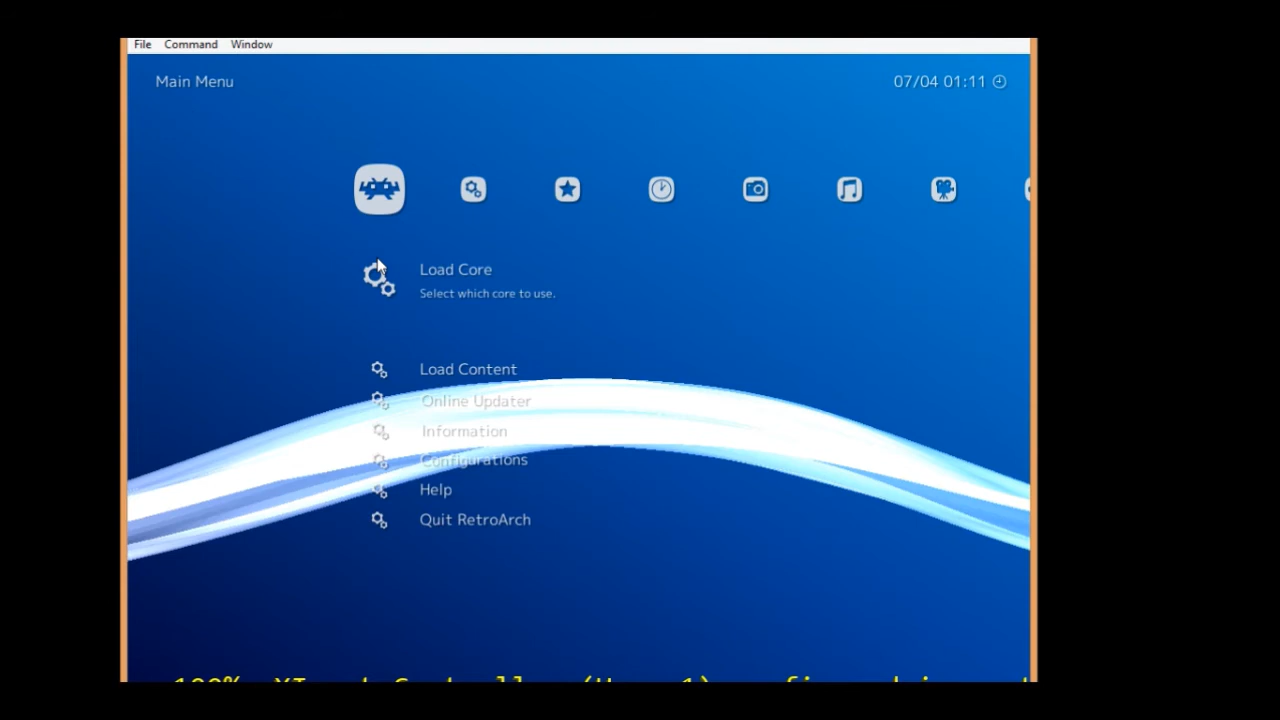 File Command Window
Main Menu 07/04 01:11
Load Core
Select which core to use.
Load Content
Online Updater
Information
Configurations
Help
Quit RetroArch